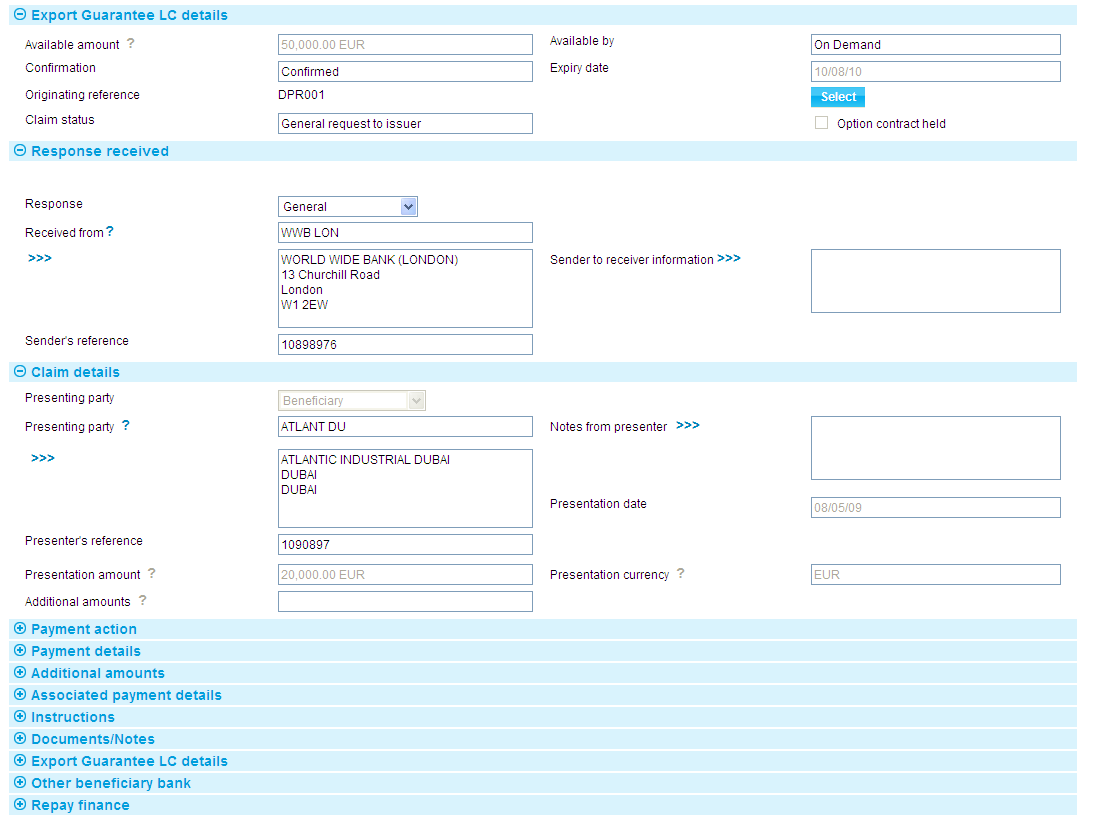 Export Guarantee LC details
Available amount ? 50,000.00 EUR Available by On Demand
Confirmation Confirmed Expiry date 10/08/10
Originating reference DPR001 Select
Claim status General request to issuer Option contract held
Response received
Response General
Received from ? WWB LON
>>> WORLD WIDE BANK (LONDON) Sender to receiver information >>>
13 Churchill Road
London
W1 2EW
Sender's reference 10898976
Claim details
Presenting party Beneficiary
Presenting party ? ATLANT DU Notes from presenter >>>
>>> ATLANTIC INDUSTRIAL DUBAI
DUBAI
DUBAI
Presentation date 08/05/09
Presenter's reference 1090897
Presentation amount ? 20,000.00 EUR Presentation currency ? EUR
Additional amounts ?
Payment action
Payment details
Additional amounts
Associated payment details
Instructions
Documents/Notes
Export Guarantee LC details
Other beneficiary bank
Repay finance